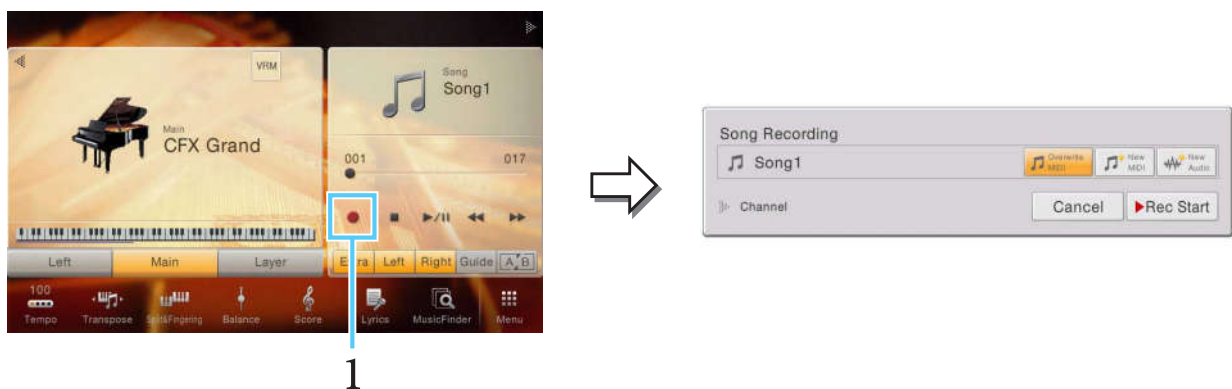 VRM
Main
CFX Grand
Song
Song1
001
017
Left
Main
Layer
Extra
Left
Right
Guide
A B
100
Tempo
Transpose
Split&Fingering
Balance
Score
Lyrics
MusicFinder
Menu
1
Song Recording
Song1
Overwrite
MIDI
New
MIDI
New
Audio
Channel
Cancel
Rec Start